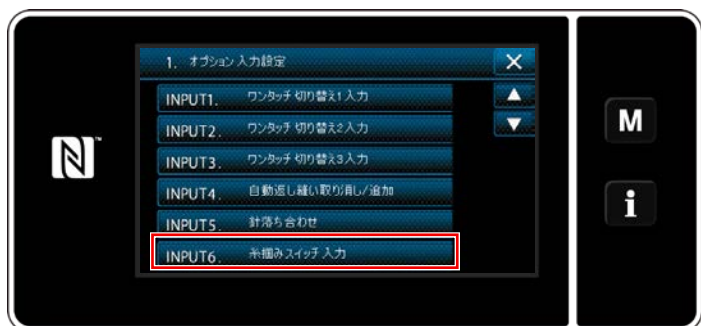 1. オプション入力設定
INPUT1. ワンタッチ切り替え1入力
INPUT2. ワンタッチ切り替え2入力
INPUT3. ワンタッチ切り替え3入力
INPUT4. 自動返し縫い取り消し/追加
INPUT5. 針落ち合わせ
INPUT6. 糸掴みスイッチ入力
M
i